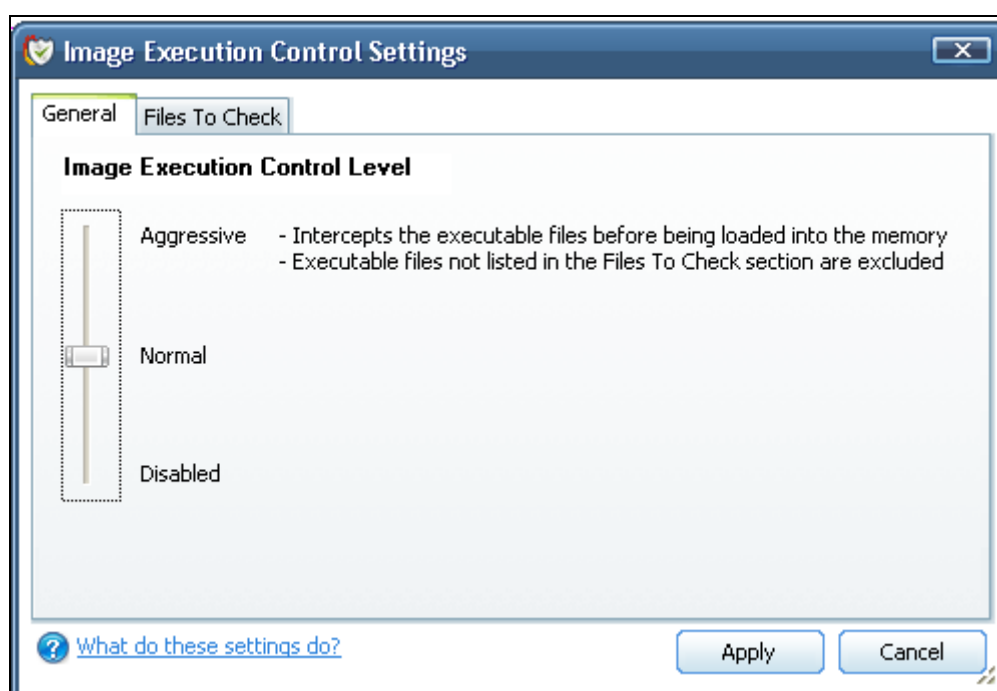 Image Execution Control Settings
General Files To Check
Image Execution Control Level
Aggressive - Intercepts the executable files before being loaded into the memory
- Executable files not listed in the Files To Check section are excluded
Normal
Disabled
What do these settings do?
Apply Cancel